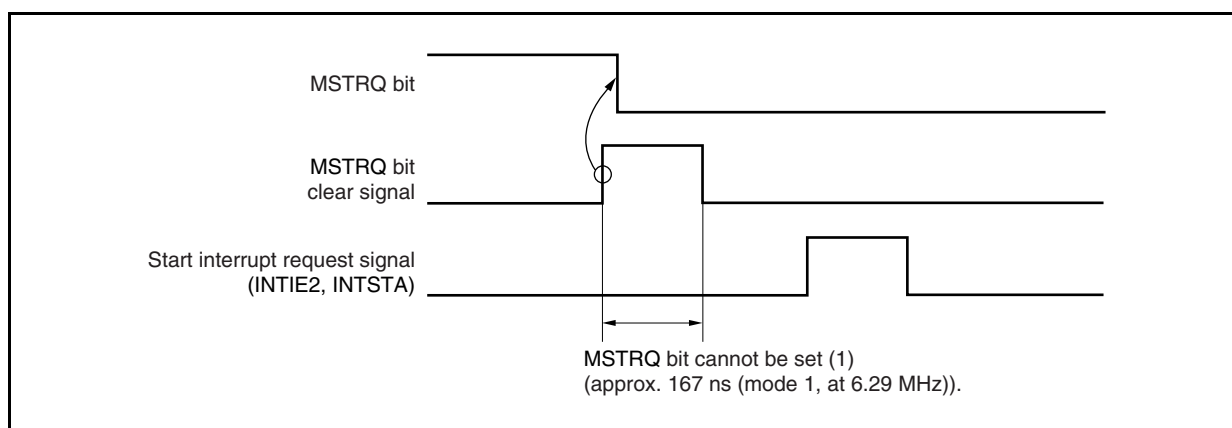 MSTRQ bit
MSTRQ bit
clear signal
Start interrupt request signal
(INTIE2, INTSTA)
MSTRQ bit cannot be set (1)
(approx. 167 ns (mode 1, at 6.29 MHz)).